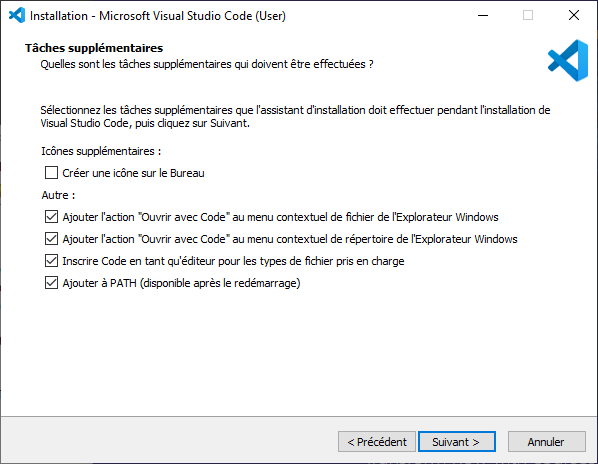 Installation - Microsoft Visual Studio Code (User)
Tâches supplémentaires
Quelles sont les tâches supplémentaires qui doivent être effectuées ?
Sélectionnez les tâches supplémentaires que l'assistant d'installation doit effectuer pendant l'installation de
Visual Studio Code, puis cliquez sur Suivant.
Icônes supplémentaires :
Créer une icône sur le Bureau
Autre :
Ajouter l'action "Ouvrir avec Code" au menu contextuel de fichier de l'Explorateur Windows
Ajouter l'action "Ouvrir avec Code" au menu contextuel de répertoire de l'Explorateur Windows
Inscrire Code en tant qu'éditeur pour les types de fichier pris en charge
Ajouter à PATH (disponible après le redémarrage)
< Précédent
Suivant >
Annuler